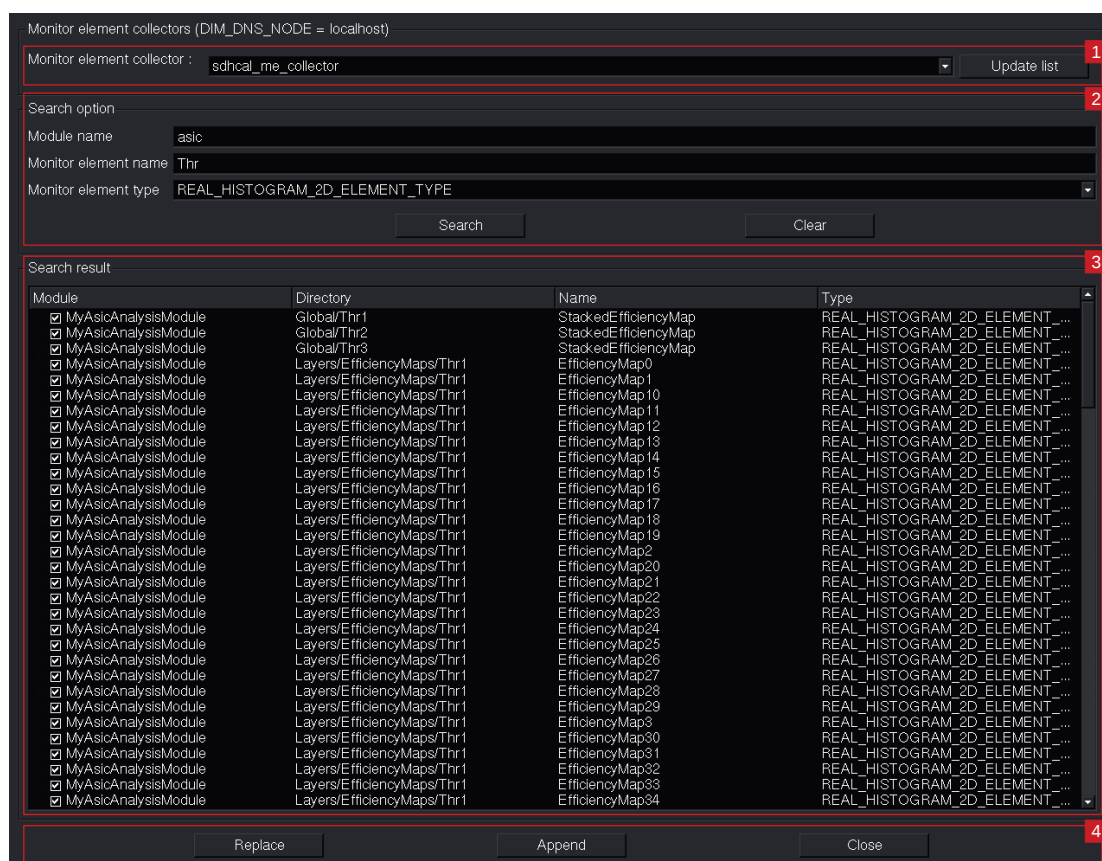 Monitor element collectors (DIM_DNS_NODE = localhost)
1
Monitor element collector : sdhcal_me_collector Update list
2
Search option
Module name asic
Monitor element name Thr
Monitor element type REAL_HISTOGRAM_2D_ELEMENT_TYPE
Search Clear
3
Search result
Module Directory Name Type
MyAsicAnalysisModule Global/Thr1 StackedEfficiencyMap REAL_HISTOGRAM_2D_ELEMENT_...
MyAsicAnalysisModule Global/Thr2 StackedEfficiencyMap REAL_HISTOGRAM_2D_ELEMENT_...
MyAsicAnalysisModule Global/Thr3 StackedEfficiencyMap REAL_HISTOGRAM_2D_ELEMENT_...
MyAsicAnalysisModule Layers/EfficiencyMaps/Thr1 EfficiencyMap0 REAL_HISTOGRAM_2D_ELEMENT_...
MyAsicAnalysisModule Layers/EfficiencyMaps/Thr1 EfficiencyMap1 REAL_HISTOGRAM_2D_ELEMENT_...
MyAsicAnalysisModule Layers/EfficiencyMaps/Thr1 EfficiencyMap10 REAL_HISTOGRAM_2D_ELEMENT_...
MyAsicAnalysisModule Layers/EfficiencyMaps/Thr1 EfficiencyMap11 REAL_HISTOGRAM_2D_ELEMENT_...
MyAsicAnalysisModule Layers/EfficiencyMaps/Thr1 EfficiencyMap12 REAL_HISTOGRAM_2D_ELEMENT_...
MyAsicAnalysisModule Layers/EfficiencyMaps/Thr1 EfficiencyMap13 REAL_HISTOGRAM_2D_ELEMENT_...
MyAsicAnalysisModule Layers/EfficiencyMaps/Thr1 EfficiencyMap14 REAL_HISTOGRAM_2D_ELEMENT_...
MyAsicAnalysisModule Layers/EfficiencyMaps/Thr1 EfficiencyMap15 REAL_HISTOGRAM_2D_ELEMENT_...
MyAsicAnalysisModule Layers/EfficiencyMaps/Thr1 EfficiencyMap16 REAL_HISTOGRAM_2D_ELEMENT_...
MyAsicAnalysisModule Layers/EfficiencyMaps/Thr1 EfficiencyMap17 REAL_HISTOGRAM_2D_ELEMENT_...
MyAsicAnalysisModule Layers/EfficiencyMaps/Thr1 EfficiencyMap18 REAL_HISTOGRAM_2D_ELEMENT_...
MyAsicAnalysisModule Layers/EfficiencyMaps/Thr1 EfficiencyMap19 REAL_HISTOGRAM_2D_ELEMENT_...
MyAsicAnalysisModule Layers/EfficiencyMaps/Thr1 EfficiencyMap2 REAL_HISTOGRAM_2D_ELEMENT_...
MyAsicAnalysisModule Layers/EfficiencyMaps/Thr1 EfficiencyMap20 REAL_HISTOGRAM_2D_ELEMENT_...
MyAsicAnalysisModule Layers/EfficiencyMaps/Thr1 EfficiencyMap21 REAL_HISTOGRAM_2D_ELEMENT_...
MyAsicAnalysisModule Layers/EfficiencyMaps/Thr1 EfficiencyMap22 REAL_HISTOGRAM_2D_ELEMENT_...
MyAsicAnalysisModule Layers/EfficiencyMaps/Thr1 EfficiencyMap23 REAL_HISTOGRAM_2D_ELEMENT_...
MyAsicAnalysisModule Layers/EfficiencyMaps/Thr1 EfficiencyMap24 REAL_HISTOGRAM_2D_ELEMENT_...
MyAsicAnalysisModule Layers/EfficiencyMaps/Thr1 EfficiencyMap25 REAL_HISTOGRAM_2D_ELEMENT_...
MyAsicAnalysisModule Layers/EfficiencyMaps/Thr1 EfficiencyMap26 REAL_HISTOGRAM_2D_ELEMENT_...
MyAsicAnalysisModule Layers/EfficiencyMaps/Thr1 EfficiencyMap27 REAL_HISTOGRAM_2D_ELEMENT_...
MyAsicAnalysisModule Layers/EfficiencyMaps/Thr1 EfficiencyMap28 REAL_HISTOGRAM_2D_ELEMENT_...
MyAsicAnalysisModule Layers/EfficiencyMaps/Thr1 EfficiencyMap29 REAL_HISTOGRAM_2D_ELEMENT_...
MyAsicAnalysisModule Layers/EfficiencyMaps/Thr1 EfficiencyMap3 REAL_HISTOGRAM_2D_ELEMENT_...
MyAsicAnalysisModule Layers/EfficiencyMaps/Thr1 EfficiencyMap30 REAL_HISTOGRAM_2D_ELEMENT_...
MyAsicAnalysisModule Layers/EfficiencyMaps/Thr1 EfficiencyMap31 REAL_HISTOGRAM_2D_ELEMENT_...
MyAsicAnalysisModule Layers/EfficiencyMaps/Thr1 EfficiencyMap32 REAL_HISTOGRAM_2D_ELEMENT_...
MyAsicAnalysisModule Layers/EfficiencyMaps/Thr1 EfficiencyMap33 REAL_HISTOGRAM_2D_ELEMENT_...
MyAsicAnalysisModule Layers/EfficiencyMaps/Thr1 EfficiencyMap34 REAL_HISTOGRAM_2D_ELEMENT_...
4
Replace Append Close